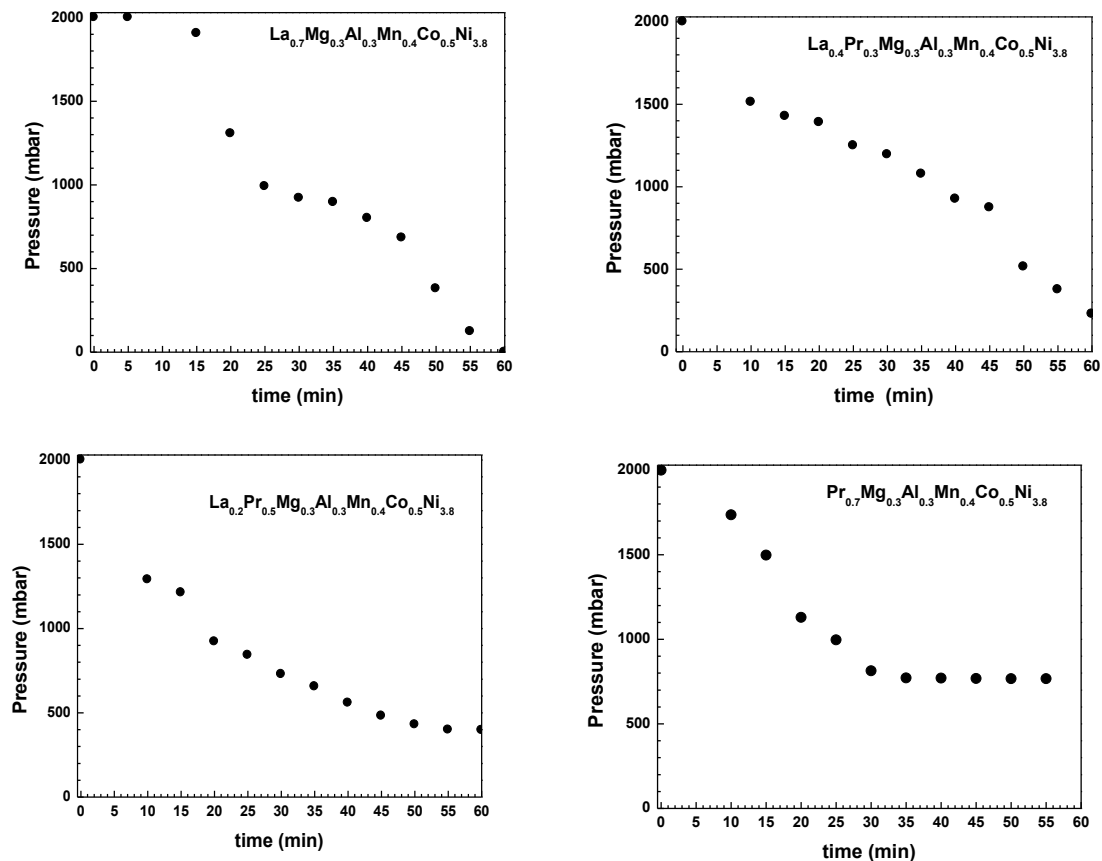 La0.7Mg0.3Al0.3Mn0.4Co0.5Ni3.8
2000
1500
1000
500
0
Pressure (mbar)
0 5 10 15 20 25 30 35 40 45 50 55 60
time (min)
La0.4Pr0.3Mg0.3Al0.3Mn0.4Co0.5Ni3.8
2000
1500
1000
500
0
Pressure (mbar)
0 5 10 15 20 25 30 35 40 45 50 55 60
time (min)
La0.2Pr0.5Mg0.3Al0.3Mn0.4Co0.5Ni3.8
2000
1500
1000
500
0
Pressure (mbar)
0 5 10 15 20 25 30 35 40 45 50 55 60
time (min)
Pr0.7Mg0.3Al0.3Mn0.4Co0.5Ni3.8
2000
1500
1000
500
0
Pressure (mbar)
0 5 10 15 20 25 30 35 40 45 50 55 60
time (min)